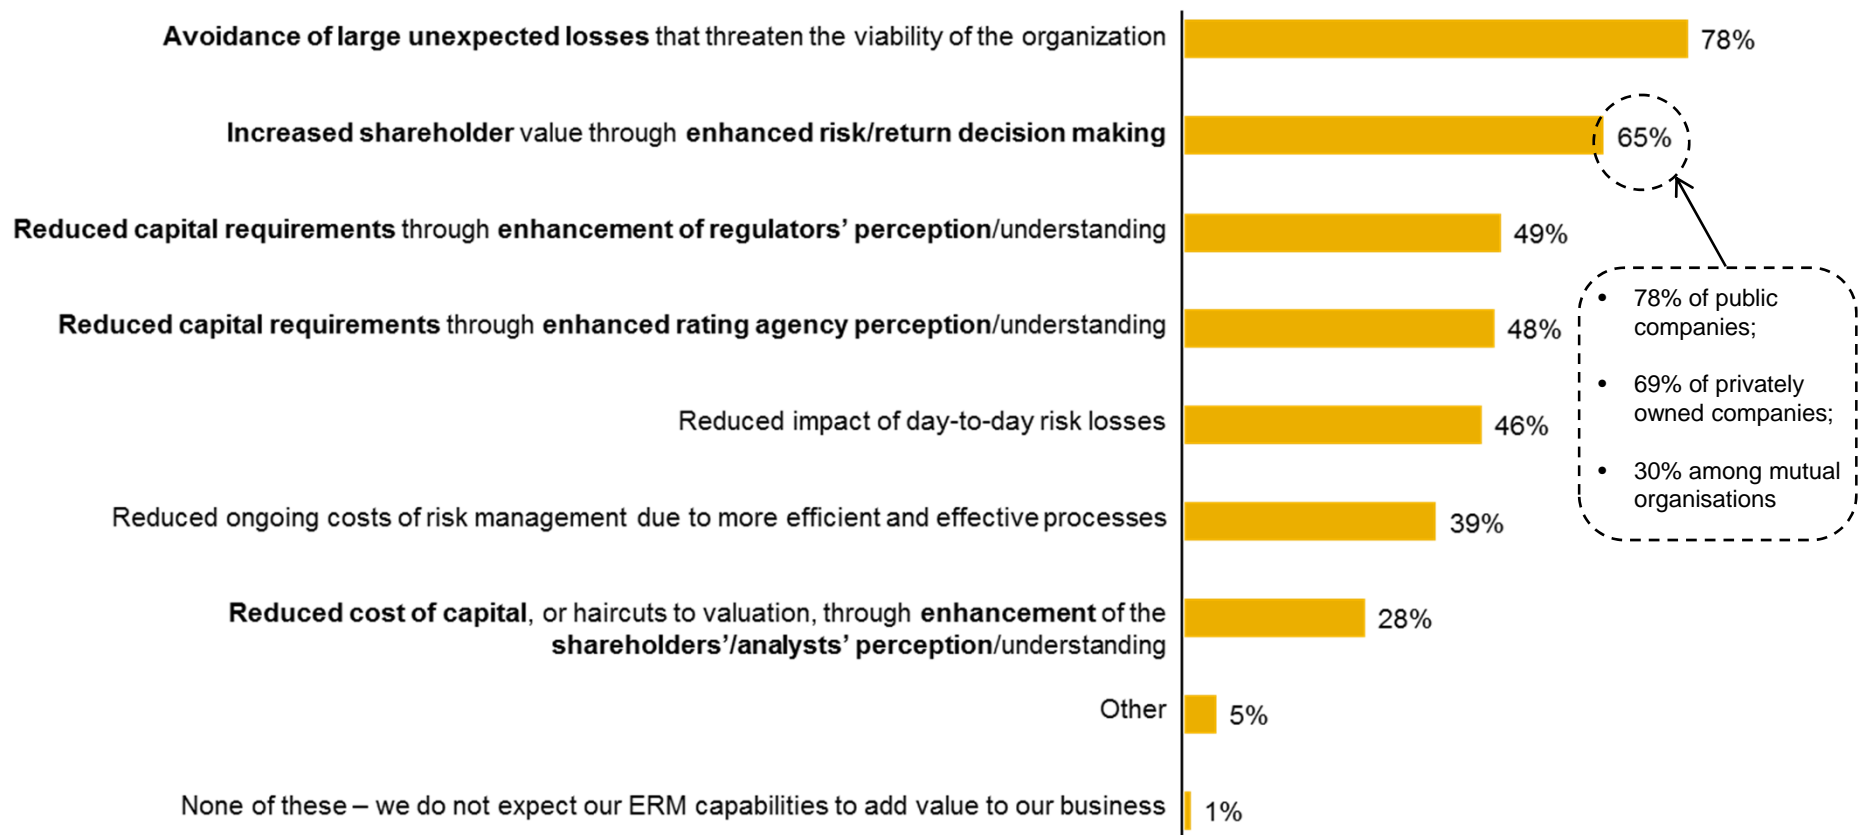 Avoidance of large unexpected losses that threaten the viability of the organization
78%
Increased shareholder value through enhanced risk/return decision making
65%
Reduced capital requirements through enhancement of regulators’ perception/understanding
49%
• 78% of public
companies;
• 69% of privately
owned companies;
• 30% among mutual
organisations
Reduced capital requirements through enhanced rating agency perception/understanding
48%
Reduced impact of day-to-day risk losses
46%
Reduced ongoing costs of risk management due to more efficient and effective processes
39%
Reduced cost of capital, or haircuts to valuation, through enhancement of the
shareholders’/analysts’ perception/understanding
28%
Other
5%
None of these – we do not expect our ERM capabilities to add value to our business
1%